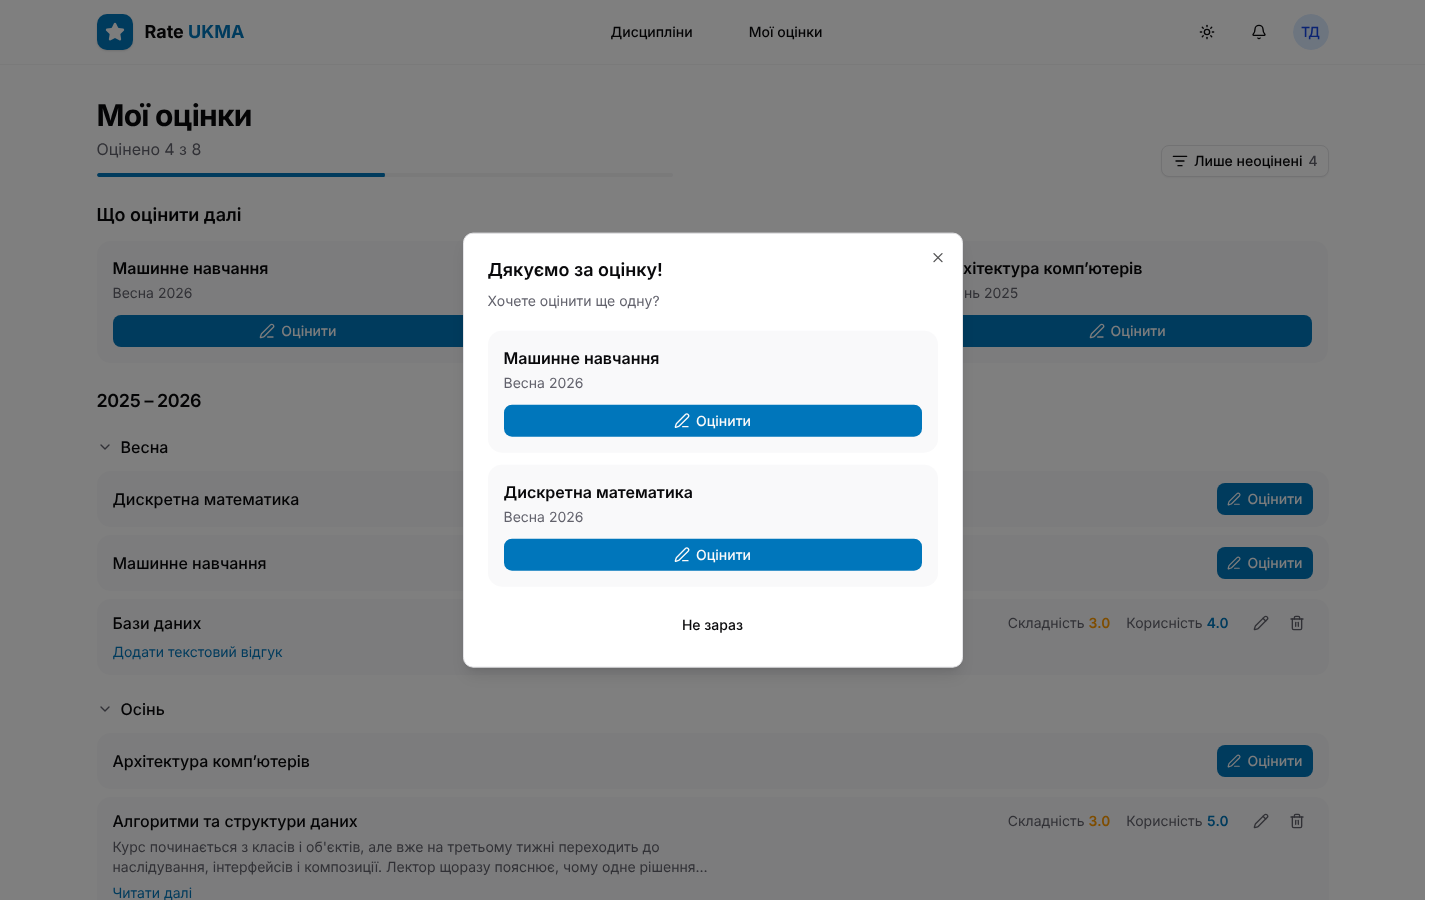 Rate UKMA
Дисципліни
Мої оцінки
ТД
Мої оцінки
Оцінено 4 з 8
Лише неоцінені 4
Що оцінити далі
Машинне навчання
Весна 2026
Оцінити
хітектура комп’ютерів
нь 2025
Оцінити
Дякуємо за оцінку!
Хочете оцінити ще одну?
Машинне навчання
Весна 2026
Оцінити
Дискретна математика
Весна 2026
Оцінити
Не зараз
2025 – 2026
Весна
Дискретна математика
Оцінити
Машинне навчання
Оцінити
Бази даних
Складність 3.0 Корисність 4.0
Додати текстовий відгук
Осінь
Архітектура комп’ютерів
Оцінити
Алгоритми та структури даних
Складність 3.0 Корисність 5.0
Курс починається з класів і об'єктів, але вже на третьому тижні переходить до
наслідування, інтерфейсів і композиції. Лектор щоразу пояснює, чому одне рішення...
Читати далі